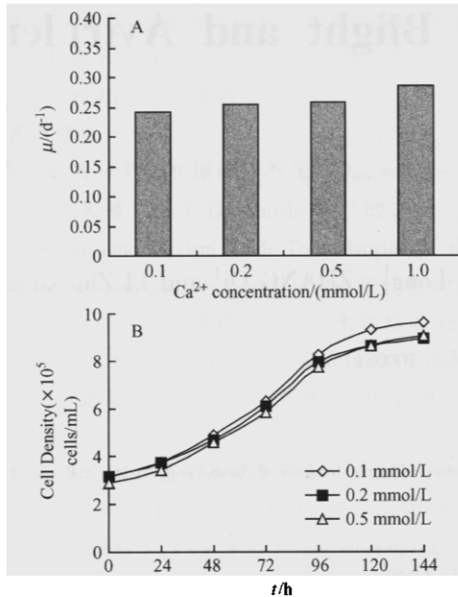 A
0.40
0.35
0.30
0.25
0.20
0.15
0.10
0.05
0
μ/(d⁻¹)
0.1 0.2 0.5 1.0
Ca²⁺ concentration/(mmol/L)
B
10
8
6
4
2
0
Cell Density(×10⁵
cells/mL)
0.1 mmol/L
0.2 mmol/L
0.5 mmol/L
0 24 48 72 96 120 144
t/h
Blight and